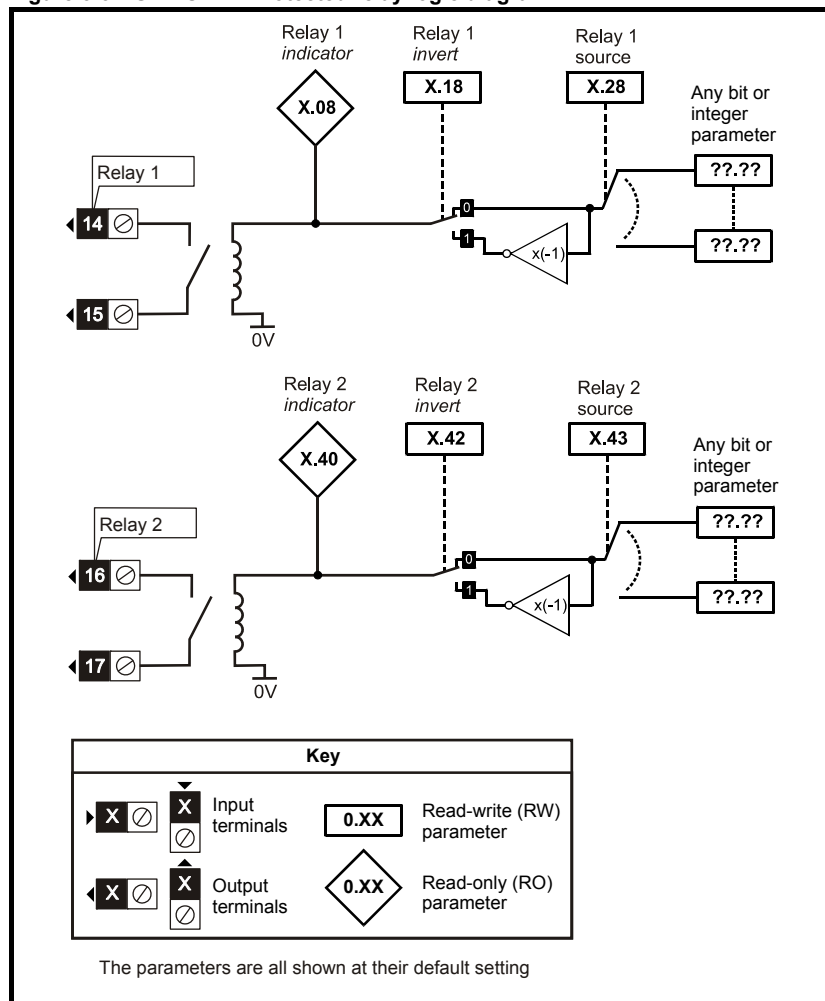 Relay 1
indicator
Relay 1
invert
Relay 1
source
X.08
X.18
X.28
Any bit or
integer
parameter
??.??
??.??
Relay 1
14
15
0
1
x(-1)
0V
Relay 2
indicator
Relay 2
invert
Relay 2
source
X.40
X.42
X.43
Any bit or
integer
parameter
??.??
??.??
Relay 2
16
17
0
1
x(-1)
0V
Key
X
X
Input
terminals
0.XX
Read-write (RW)
parameter
X
X
Output
terminals
0.XX
Read-only (RO)
parameter
The parameters are all shown at their default setting